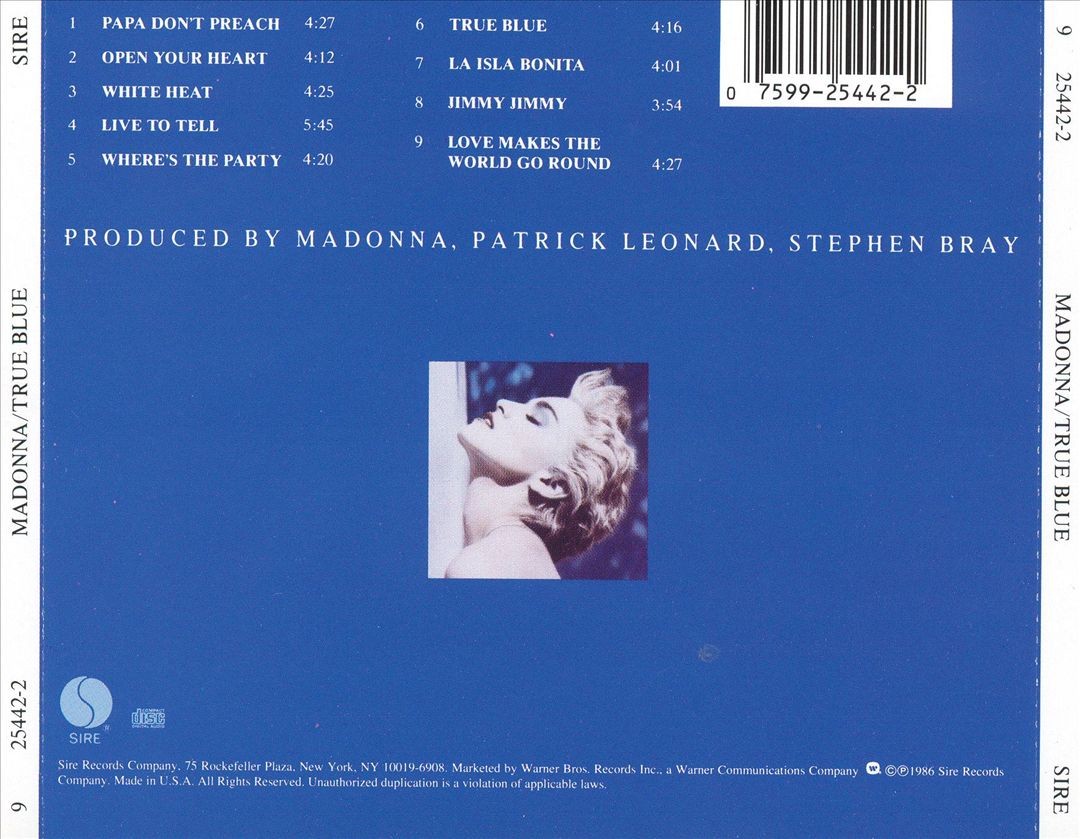 SIRE
MADONNA/TRUE BLUE
9 25442-2
1 PAPA DON'T PREACH 4:27
2 OPEN YOUR HEART 4:12
3 WHITE HEAT 4:25
4 LIVE TO TELL 5:45
5 WHERE'S THE PARTY 4:20
6 TRUE BLUE 4:16
7 LA ISLA BONITA 4:01
8 JIMMY JIMMY 3:54
9 LOVE MAKES THE
WORLD GO ROUND 4:27
0 7599-25442-2
PRODUCED BY MADONNA, PATRICK LEONARD, STEPHEN BRAY
SIRE
COMPACT
disc
DIGITAL AUDIO
Sire Records Company, 75 Rockefeller Plaza, New York, NY 10019-6908. Marketed by Warner Bros. Records Inc., a Warner Communications Company ©℗1986 Sire Records
Company. Made in U.S.A. All Rights Reserved. Unauthorized duplication is a violation of applicable laws.
9 25442-2
MADONNA/TRUE BLUE
SIRE